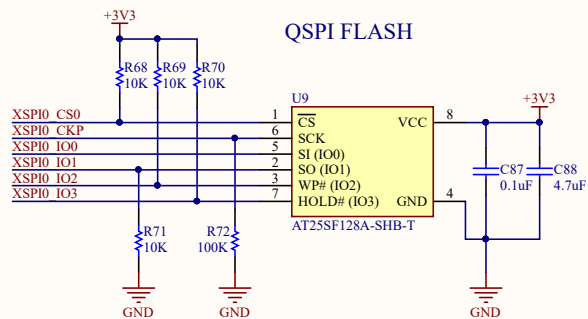 +3V3
QSPI FLASH
R68
10K
R69
10K
R70
10K
U9
+3V3
XSPI0_CS0
1
CS
VCC
8
XSPI0_CKP
6
SCK
XSPI0_IO0
5
SI (IO0)
XSPI0_IO1
2
SO (IO1)
XSPI0_IO2
3
WP# (IO2)
XSPI0_IO3
7
HOLD# (IO3)
GND
4
C87
0.1uF
C88
4.7uF
AT25SF128A-SHB-T
R71
10K
R72
100K
GND
GND
GND